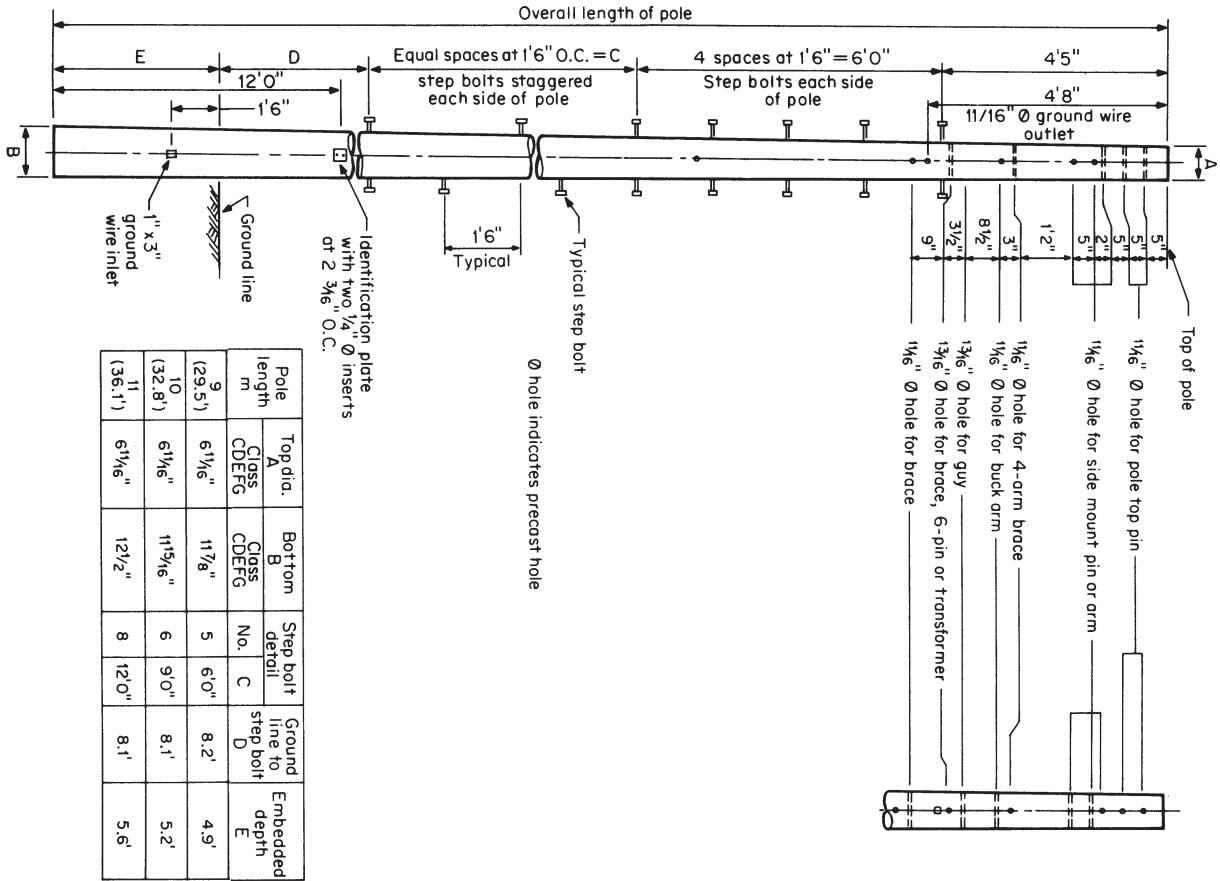 Overall length of pole
E
D
Equal spaces at 1'6" O.C. = C
4 spaces at 1'6" = 6'0"
4'5"
12'0"
step bolts staggered
each side of pole
Step bolts each side
of pole
4'8"
1'6"
11/16" Ø ground wire
outlet
B
A
1" x 3"
ground
wire inlet
Ground line
Identification plate
with two 1/4" Ø inserts
at 2 3/16" O.C.
1'6"
Typical
Typical step bolt
9"
3 1/2"
8 1/2"
3"
1'2"
5"
2"
5"
5"
5"
Top of pole
Ø hole indicates precast hole
11/16" Ø hole for brace
13/16" Ø hole for brace, 6-pin or transformer
13/16" Ø hole for guy
11/16" Ø hole for buck arm
11/16" Ø hole for 4-arm brace
11/16" Ø hole for side mount pin or arm
11/16" Ø hole for pole top pin
Pole
length
m
Top dia.
A
Class
CDEFG
Bottom
B
Class
CDEFG
Step bolt
detail
No.
C
Ground
line to
step bolt
D
Embedded
depth
E
9
(29.5')
6 11/16"
11 7/8"
5
6'0"
8.2'
4.9'
10
(32.8')
6 11/16"
11 15/16"
6
9'0"
8.1'
5.2'
11
(36.1')
6 11/16"
12 1/2"
8
12'0"
8.1'
5.6'